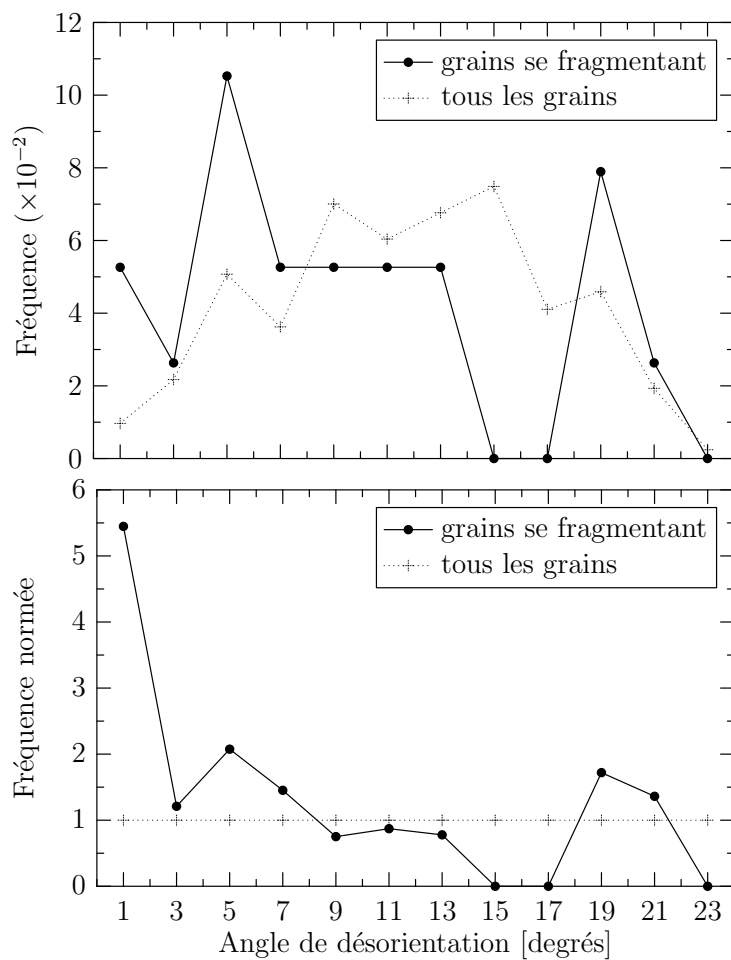 12
10
8
6
4
2
0
Fréquence (×10⁻²)
grains se fragmentant
tous les grains
6
5
4
3
2
1
0
Fréquence normée
grains se fragmentant
tous les grains
1 3 5 7 9 11 13 15 17 19 21 23
Angle de désorientation [degrés]